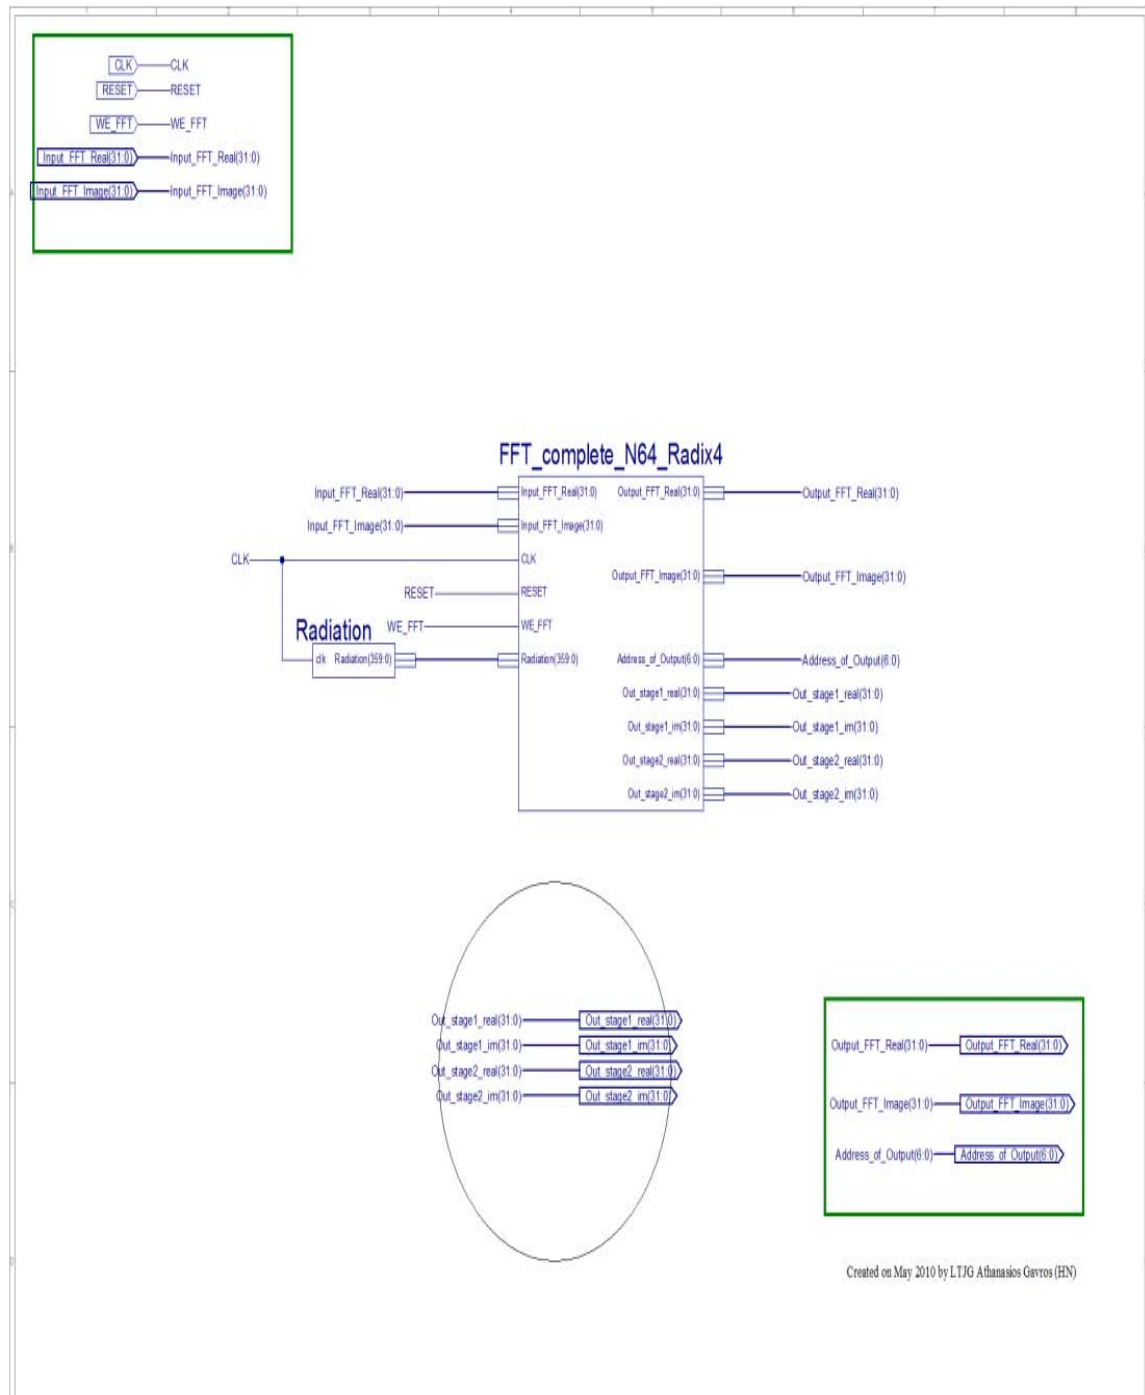 CLK CLK
RESET RESET
WE_FFT WE_FFT
Input_FFT_Real(31:0) Input_FFT_Real(31:0)
Input_FFT_Image(31:0) Input_FFT_Image(31:0)
FFT_complete_N64_Radix4
Input_FFT_Real(31:0) Input_FFT_Real(31:0) Output_FFT_Real(31:0) Output_FFT_Real(31:0)
Input_FFT_Image(31:0) Input_FFT_Image(31:0)
CLK CLK
Output_FFT_Image(31:0) Output_FFT_Image(31:0)
RESET RESET
WE_FFT WE_FFT
Radiation
clk Radiation(359:0) Radiation(359:0) Address_of_Output(6:0) Address_of_Output(6:0)
Out_stage1_real(31:0) Out_stage1_real(31:0)
Out_stage1_im(31:0) Out_stage1_im(31:0)
Out_stage2_real(31:0) Out_stage2_real(31:0)
Out_stage2_im(31:0) Out_stage2_im(31:0)
Out_stage1_real(31:0) Out_stage1_real(31:0)
Out_stage1_im(31:0) Out_stage1_im(31:0)
Out_stage2_real(31:0) Out_stage2_real(31:0)
Out_stage2_im(31:0) Out_stage2_im(31:0)
Output_FFT_Real(31:0) Output_FFT_Real(31:0)
Output_FFT_Image(31:0) Output_FFT_Image(31:0)
Address_of_Output(6:0) Address_of_Output(6:0)
Created on May 2010 by LTJG Athanasios Gavros (HN)